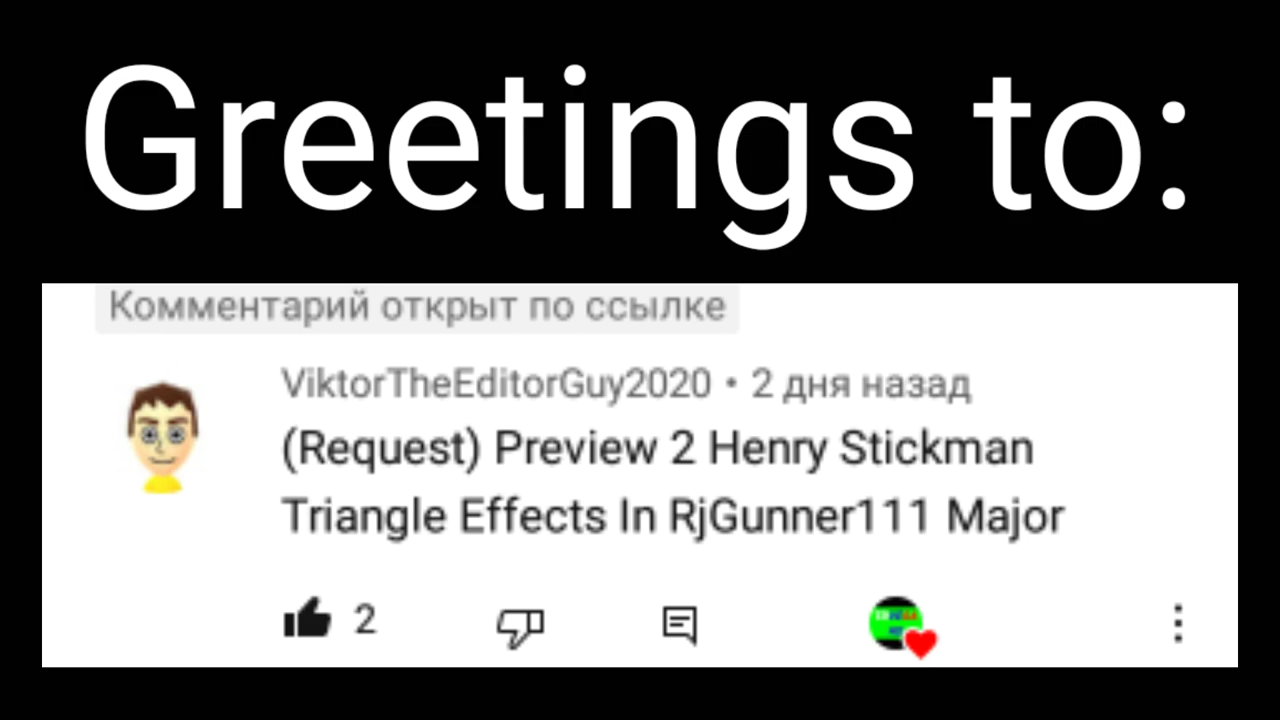 Greetings to:
Комментарий открыт по ссылке
ViktorTheEditorGuy2020 • 2 дня назад
(Request) Preview 2 Henry Stickman
Triangle Effects In RjGunner111 Major
2